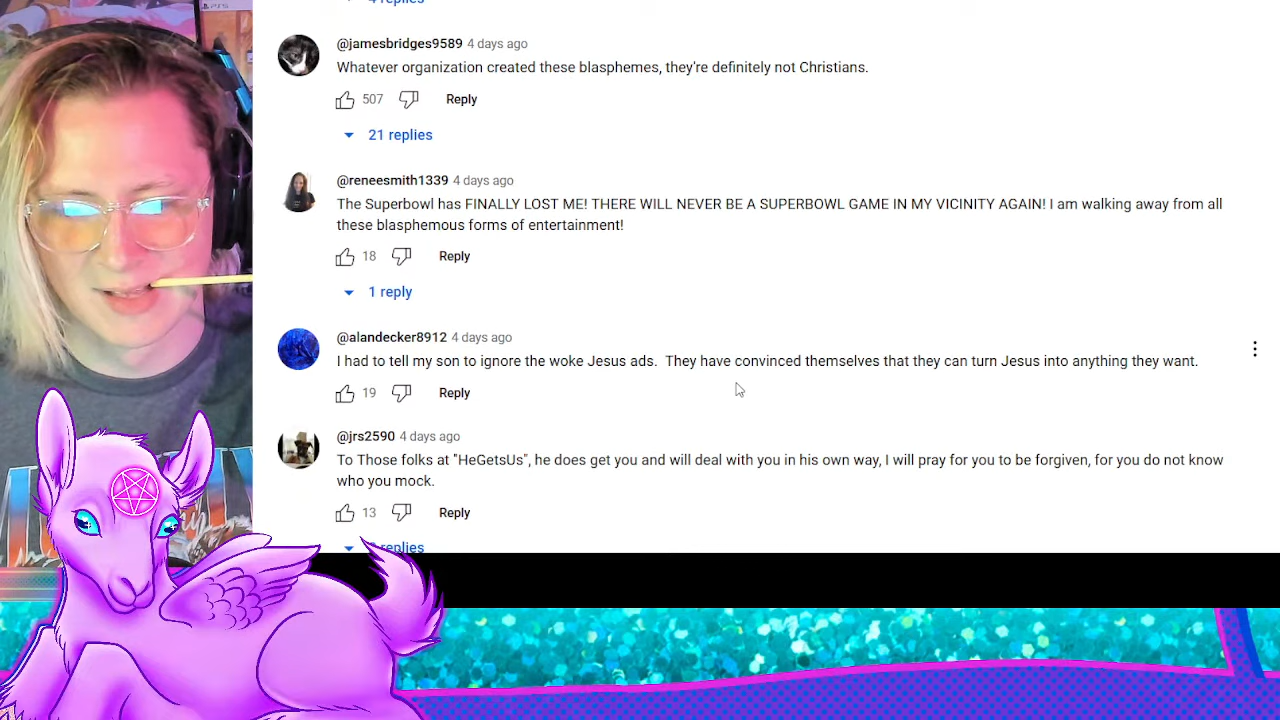 4 replies
@jamesbridges9589 4 days ago
Whatever organization created these blasphemes, they're definitely not Christians.
507 Reply
21 replies
@reneesmith1339 4 days ago
The Superbowl has FINALLY LOST ME! THERE WILL NEVER BE A SUPERBOWL GAME IN MY VICINITY AGAIN! I am walking away from all
these blasphemous forms of entertainment!
18 Reply
1 reply
@alandecker8912 4 days ago
I had to tell my son to ignore the woke Jesus ads.  They have convinced themselves that they can turn Jesus into anything they want.
19 Reply
@jrs2590 4 days ago
To Those folks at "HeGetsUs", he does get you and will deal with you in his own way, I will pray for you to be forgiven, for you do not know
who you mock.
13 Reply
replies